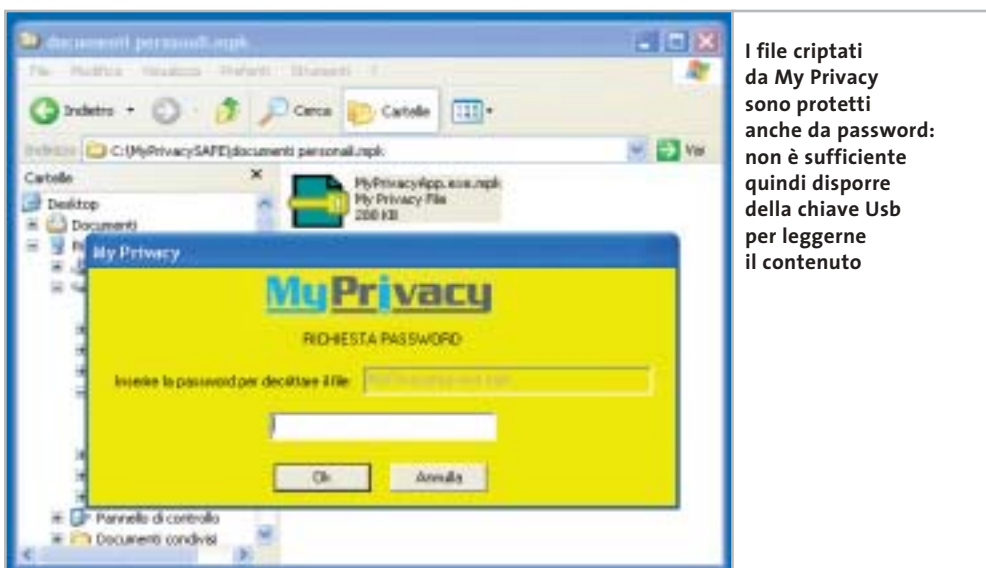 documenti personali.mpk
File Modifica Visualizza Preferiti Strumenti ?
Indietro
Cerca
Cartelle
Indirizzo
C:\MyPrivacySAFE\documenti personali.mpk
Vai
Cartelle
Desktop
Documenti
MyPrivacyApp.exe.mpk
My Privacy File
288 KB
My Privacy
MyPrivacy
RICHIESTA PASSWORD
Inserire la password per decrittare il file:
Ok
Annulla
Pannello di controllo
Documenti condivisi
I file criptati
da My Privacy
sono protetti
anche da password:
non è sufficiente
quindi disporre
della chiave Usb
per leggerne
il contenuto